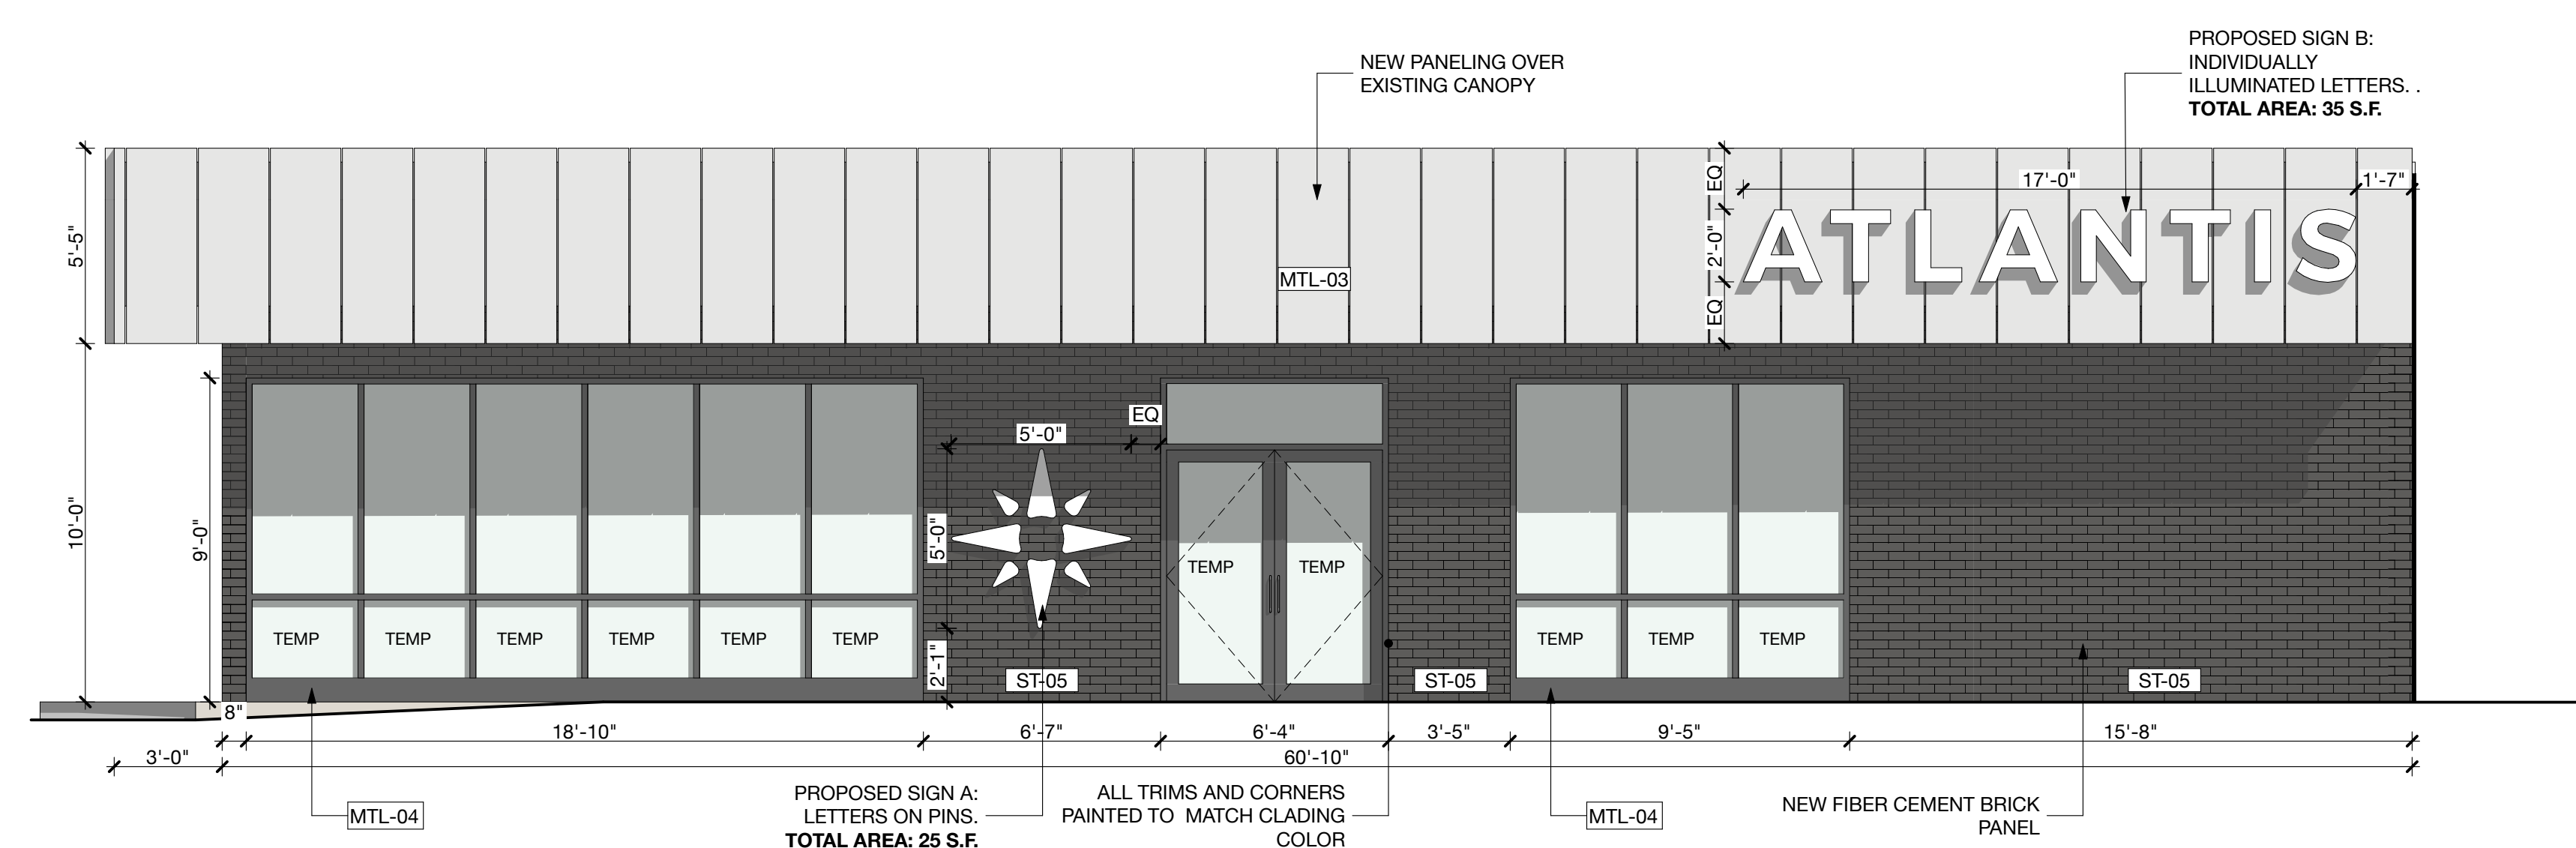 PROPOSED SIGN B:
INDIVIDUALLY
ILLUMINATED LETTERS. .
TOTAL AREA: 35 S.F.
NEW PANELING OVER
EXISTING CANOPY
EQ
17'-0"
1'-7"
5'-5"
2'-0"
ATLANTIS
MTL-03
EQ
EQ
5'-0"
10'-0"
9'-0"
5'-0"
TEMP
TEMP
TEMP
TEMP
TEMP
TEMP
TEMP
TEMP
TEMP
TEMP
TEMP
2'-1"
ST-05
ST-05
ST-05
8"
18'-10"
6'-7"
6'-4"
3'-5"
9'-5"
15'-8"
3'-0"
60'-10"
MTL-04
PROPOSED SIGN A:
LETTERS ON PINS.
TOTAL AREA: 25 S.F.
ALL TRIMS AND CORNERS
PAINTED TO  MATCH CLADING
COLOR
MTL-04
NEW FIBER CEMENT BRICK
PANEL